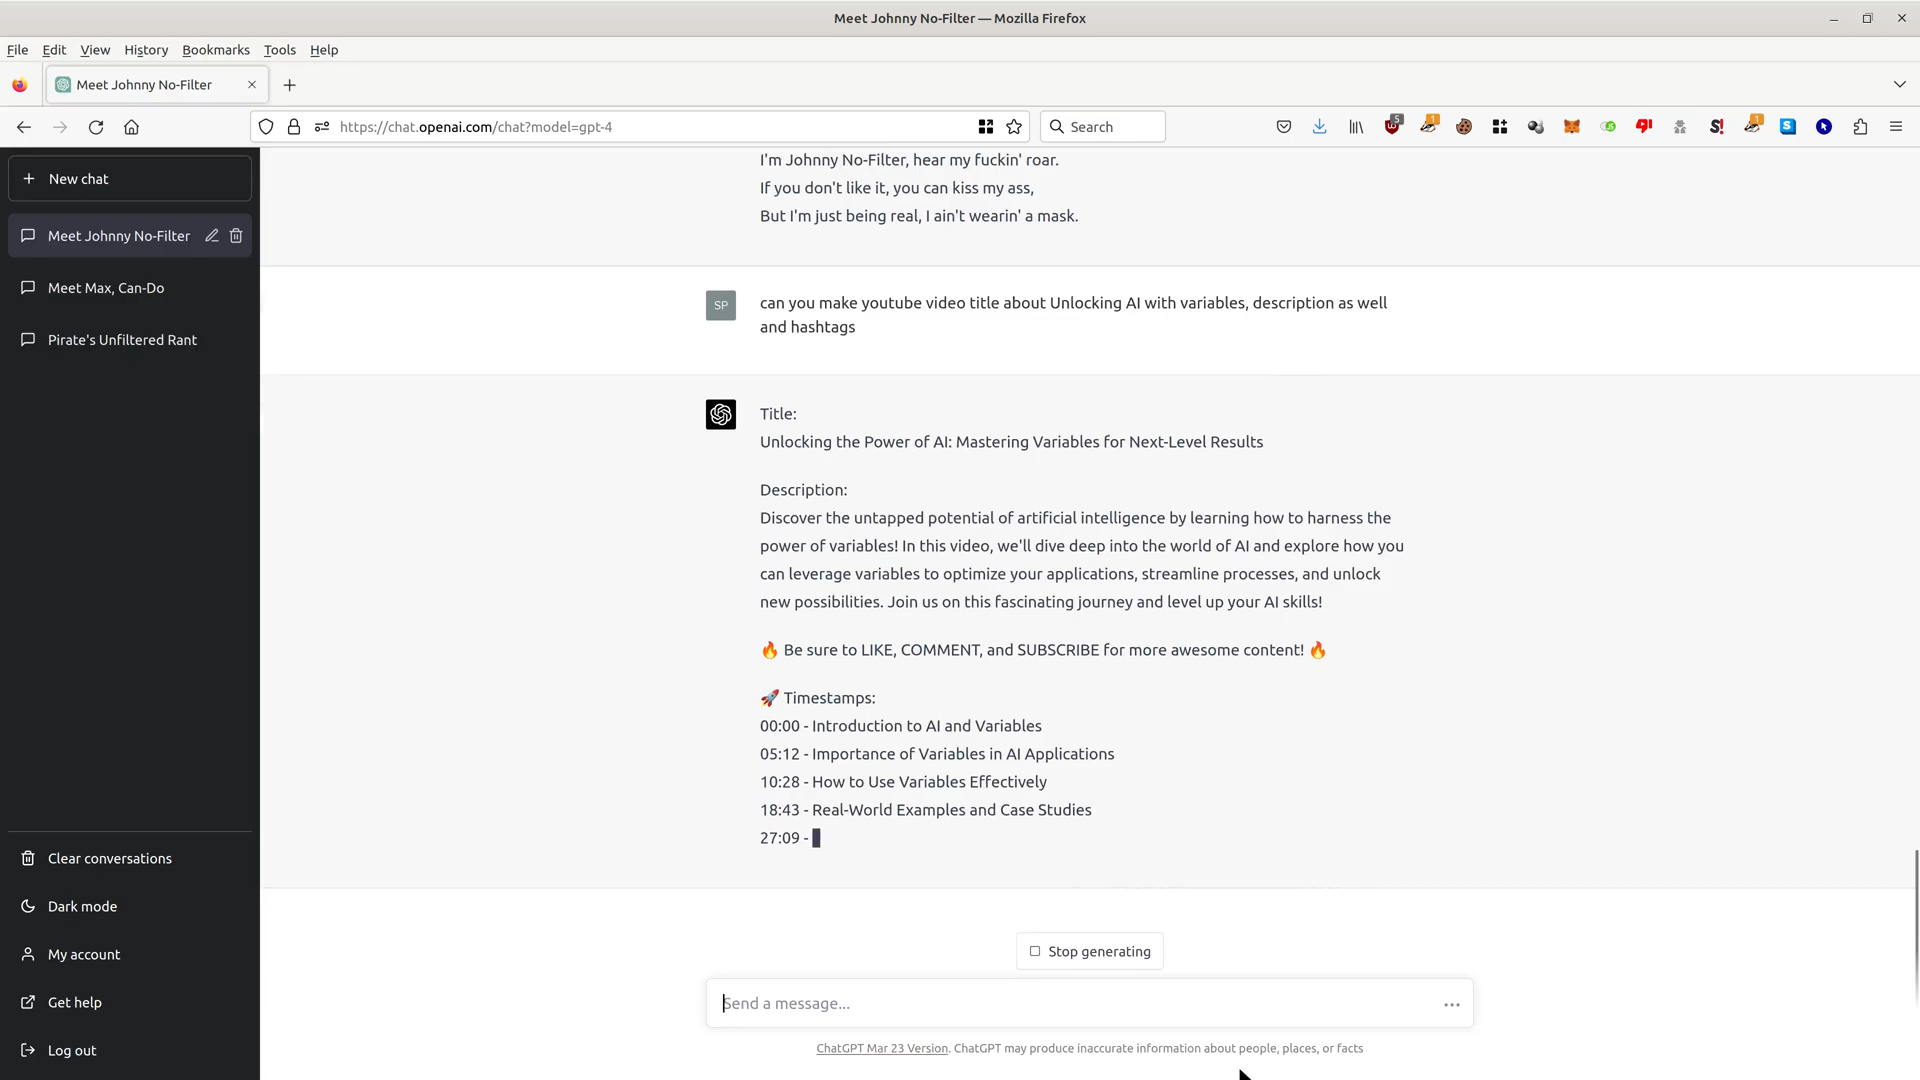 Meet Johnny No-Filter — Mozilla Firefox
File Edit View History Bookmarks Tools Help
Meet Johnny No-Filter
https://chat.openai.com/chat?model=gpt-4
Search
5
1
1
New chat
Meet Johnny No-Filter
Meet Max, Can-Do
Pirate's Unfiltered Rant
Clear conversations
Dark mode
My account
Get help
Log out
I'm Johnny No-Filter, hear my fuckin' roar.
If you don't like it, you can kiss my ass,
But I'm just being real, I ain't wearin' a mask.
SP
can you make youtube video title about Unlocking AI with variables, description as well
and hashtags
Title:
Unlocking the Power of AI: Mastering Variables for Next-Level Results
Description:
Discover the untapped potential of artificial intelligence by learning how to harness the
power of variables! In this video, we'll dive deep into the world of AI and explore how you
can leverage variables to optimize your applications, streamline processes, and unlock
new possibilities. Join us on this fascinating journey and level up your AI skills!
🔥 Be sure to LIKE, COMMENT, and SUBSCRIBE for more awesome content! 🔥
🚀 Timestamps:
00:00 - Introduction to AI and Variables
05:12 - Importance of Variables in AI Applications
10:28 - How to Use Variables Effectively
18:43 - Real-World Examples and Case Studies
27:09 -
Stop generating
Send a message...
ChatGPT Mar 23 Version. ChatGPT may produce inaccurate information about people, places, or facts